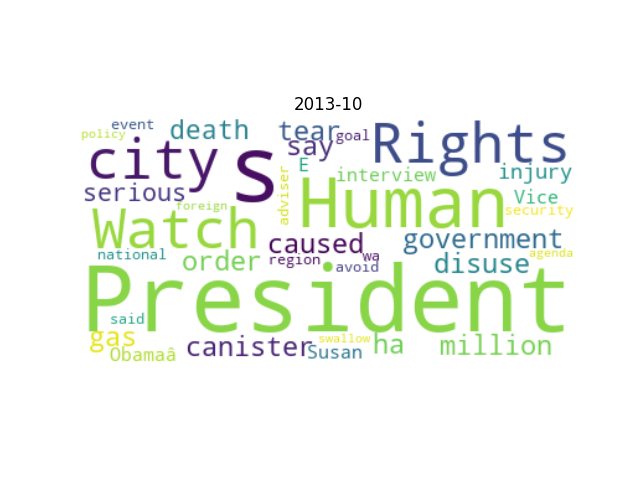 2013-10
event
policy
death
tear
goal
Rights
city
s
say
E
interview
injury
serious
adviser
Human
Vice
foreign
security
Watch
caused
government
national
order
region
wa
avoid
disuse
agenda
President
said
gas
Obamaâ
canister
swallow
Susan
ha
million